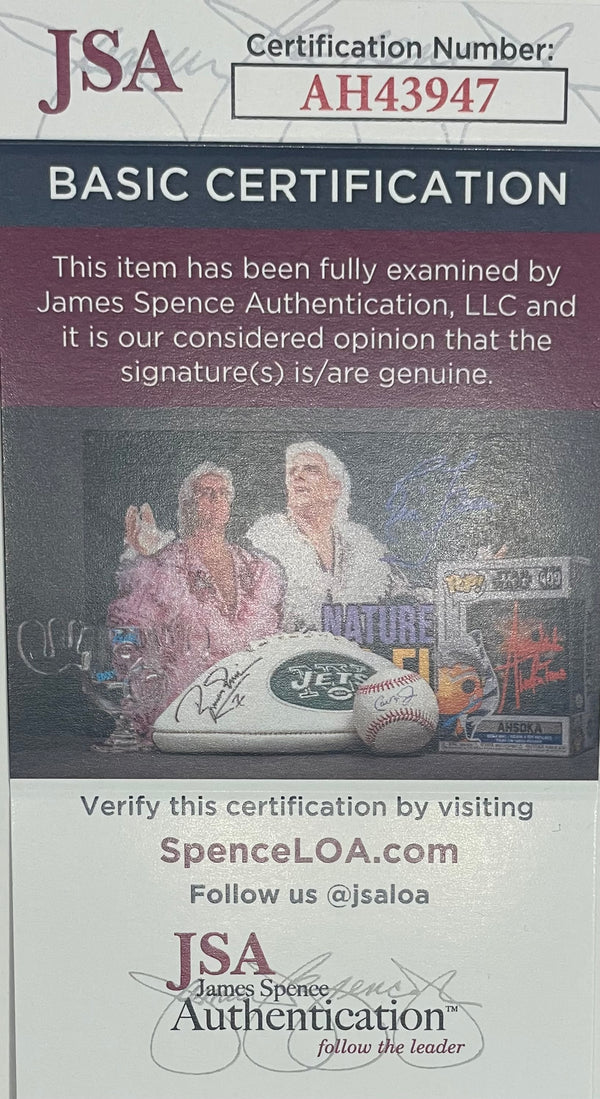 JSA
Certification Number:
AH43947
BASIC CERTIFICATION
This item has been fully examined by
James Spence Authentication, LLC and
it is our considered opinion that the
signature(s) is/are genuine.
NATURE
JETS
AHSOKA
Verify this certification by visiting
SpenceLOA.com
Follow us @jsaloa
JSA
James Spence
Authentication™
follow the leader